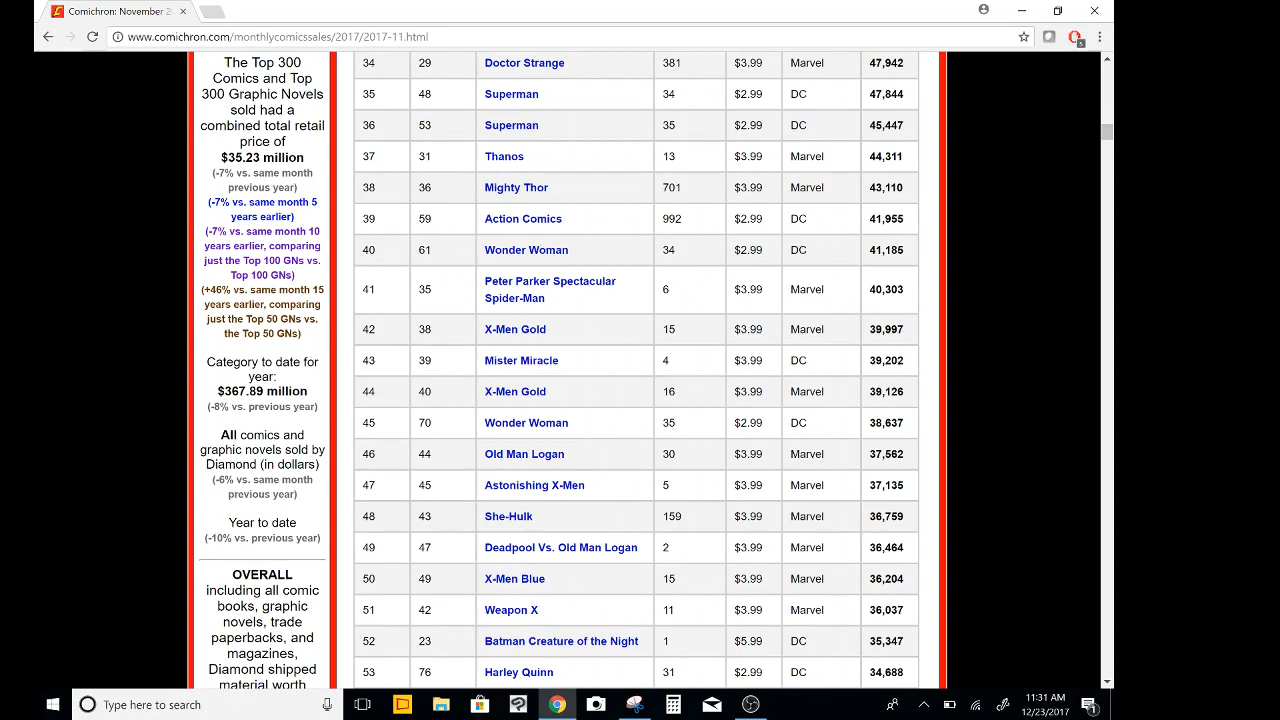 Comichron: November 2
www.comichron.com/monthlycomicssales/2017/2017-11.html
5
The Top 300
Comics and Top
300 Graphic Novels
sold had a
combined total retail
price of
$35.23 million
(-7% vs. same month
previous year)
(-7% vs. same month 5
years earlier)
(-7% vs. same month 10
years earlier, comparing
just the Top 100 GNs vs.
Top 100 GNs)
(+46% vs. same month 15
years earlier, comparing
just the Top 50 GNs vs.
the Top 50 GNs)
Category to date for
year:
$367.89 million
(-8% vs. previous year)
All comics and
graphic novels sold by
Diamond (in dollars)
(-6% vs. same month
previous year)
Year to date
(-10% vs. previous year)
OVERALL
including all comic
books, graphic
novels, trade
paperbacks, and
magazines,
Diamond shipped
material worth
34 29 Doctor Strange 381 $3.99 Marvel 47,942
35 48 Superman 34 $2.99 DC 47,844
36 53 Superman 35 $2.99 DC 45,447
37 31 Thanos 13 $3.99 Marvel 44,311
38 36 Mighty Thor 701 $3.99 Marvel 43,110
39 59 Action Comics 992 $2.99 DC 41,955
40 61 Wonder Woman 34 $2.99 DC 41,185
41 35 Peter Parker Spectacular
Spider-Man 6 $3.99 Marvel 40,303
42 38 X-Men Gold 15 $3.99 Marvel 39,997
43 39 Mister Miracle 4 $3.99 DC 39,202
44 40 X-Men Gold 16 $3.99 Marvel 39,126
45 70 Wonder Woman 35 $2.99 DC 38,637
46 44 Old Man Logan 30 $3.99 Marvel 37,562
47 45 Astonishing X-Men 5 $3.99 Marvel 37,135
48 43 She-Hulk 159 $3.99 Marvel 36,759
49 47 Deadpool Vs. Old Man Logan 2 $3.99 Marvel 36,464
50 49 X-Men Blue 15 $3.99 Marvel 36,204
51 42 Weapon X 11 $3.99 Marvel 36,037
52 23 Batman Creature of the Night 1 $5.99 DC 35,347
53 76 Harley Quinn 31 $2.99 DC 34,688
Type here to search
11:31 AM
12/23/2017
1